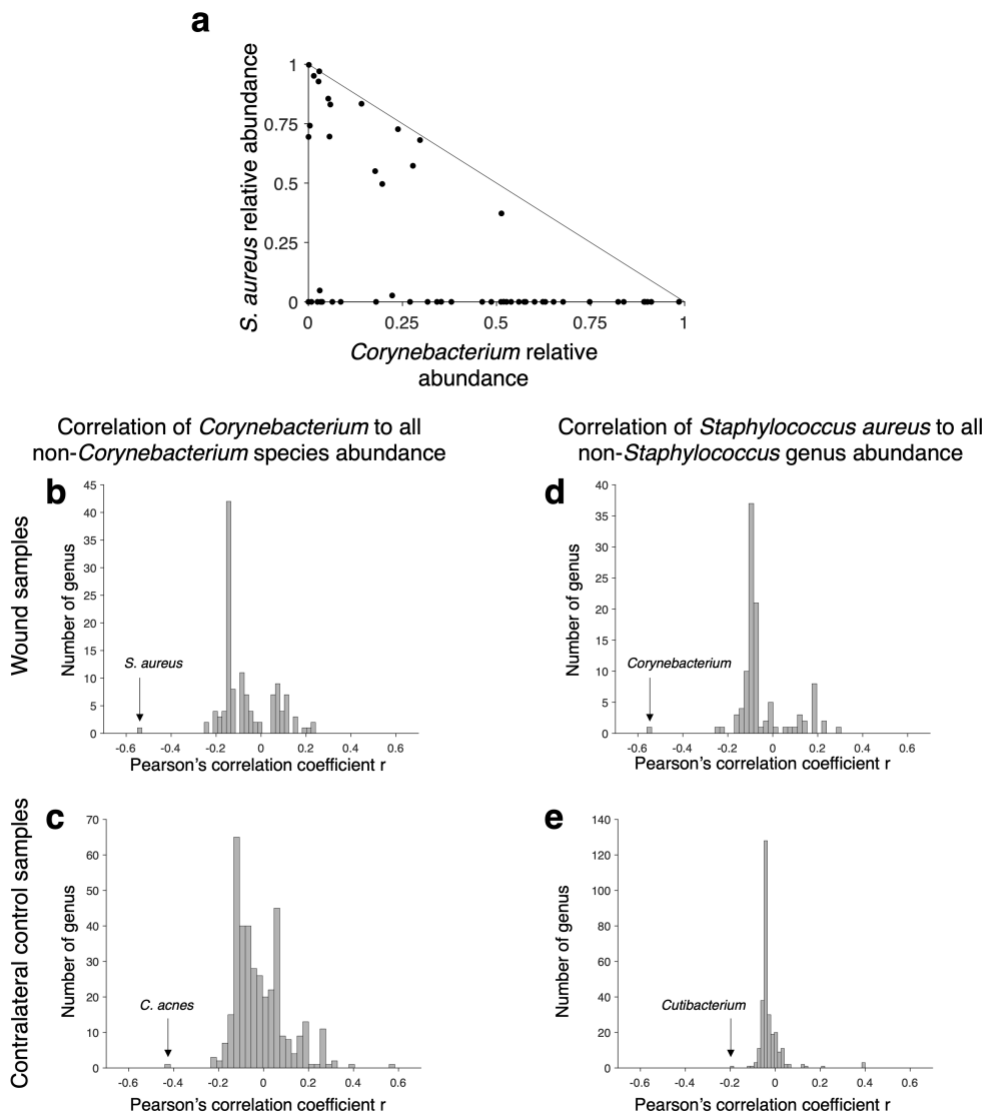 a
S. aureus relative abundance
1
0.75
0.5
0.25
0
0 0.25 0.5 0.75 1
Corynebacterium relative
abundance
Correlation of Corynebacterium to all
non-Corynebacterium species abundance
Correlation of Staphylococcus aureus to all
non-Staphylococcus genus abundance
Wound samples
b
Number of genus
45
40
35
30
25
20
15
10
5
0
S. aureus
-0.6 -0.4 -0.2 0 0.2 0.4 0.6
Pearson's correlation coefficient r
d
Number of genus
40
35
30
25
20
15
10
5
0
Corynebacterium
-0.6 -0.4 -0.2 0 0.2 0.4 0.6
Pearson's correlation coefficient r
Contralateral control samples
c
Number of genus
70
60
50
40
30
20
10
0
C. acnes
-0.6 -0.4 -0.2 0 0.2 0.4 0.6
Pearson's correlation coefficient r
e
Number of genus
140
120
100
80
60
40
20
0
Cutibacterium
-0.6 -0.4 -0.2 0 0.2 0.4 0.6
Pearson's correlation coefficient r